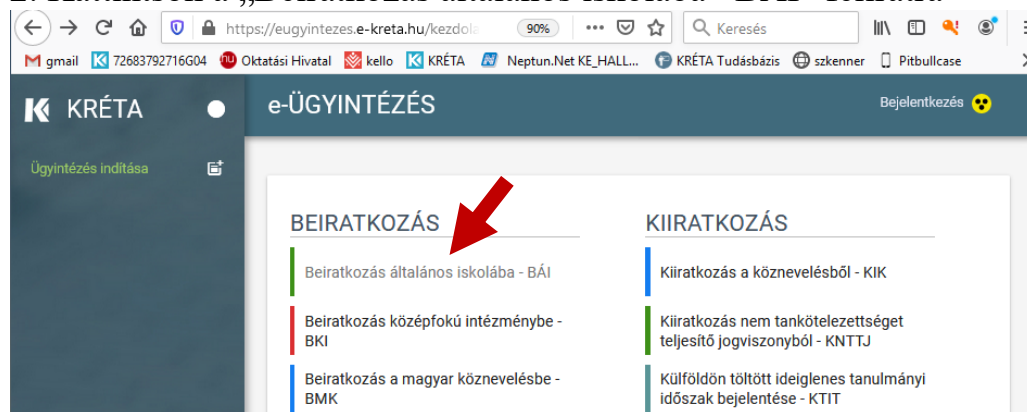 https://eugyintezes.e-kreta.hu/kezdola 90% Keresés
gmail 72683792716G04 Oktatási Hivatal kello KRÉTA Neptun.Net KE_HALL... KRÉTA Tudásbázis szkenner Pitbullcase
KRÉTA
e-ÜGYINTÉZÉS
Bejelentkezés
Ügyintézés indítása
BEIRATKOZÁS
Beiratkozás általános iskolába - BÁI
Beiratkozás középfokú intézménybe -
BKI
Beiratkozás a magyar köznevelésbe -
BMK
KIIRATKOZÁS
Kiiratkozás a köznevelésből - KIK
Kiiratkozás nem tankötelezettséget
teljesítő jogviszonyból - KNTTJ
Külföldön töltött ideiglenes tanulmányi
időszak bejelentése - KTIT